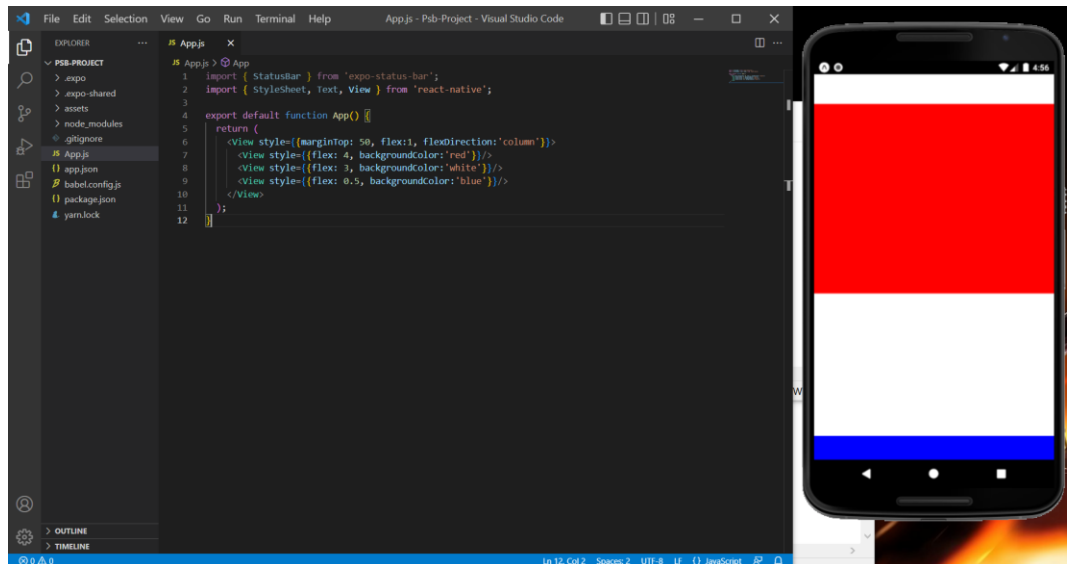 File Edit Selection View Go Run Terminal Help App.js - Psb-Project - Visual Studio Code
EXPLORER
PSB-PROJECT
.expo
.expo-shared
assets
node_modules
.gitignore
JS App.js
{} app.json
babel.config.js
{} package.json
yarn.lock
OUTLINE
TIMELINE
JS App.js
JS App.js > App
1 import { StatusBar } from 'expo-status-bar';
2 import { StyleSheet, Text, View } from 'react-native';
3
4 export default function App() {
5 return (
6 <View style={{marginTop: 50, flex:1, flexDirection:'column'}}>
7 <View style={{flex: 4, backgroundColor:'red'}}/>
8 <View style={{flex: 3, backgroundColor:'white'}}/>
9 <View style={{flex: 0.5, backgroundColor:'blue'}}/>
10 </View>
11 );
12 }
0 0
Ln 12, Col 2 Spaces: 2 UTF-8 LF {} JavaScript
4:56
W